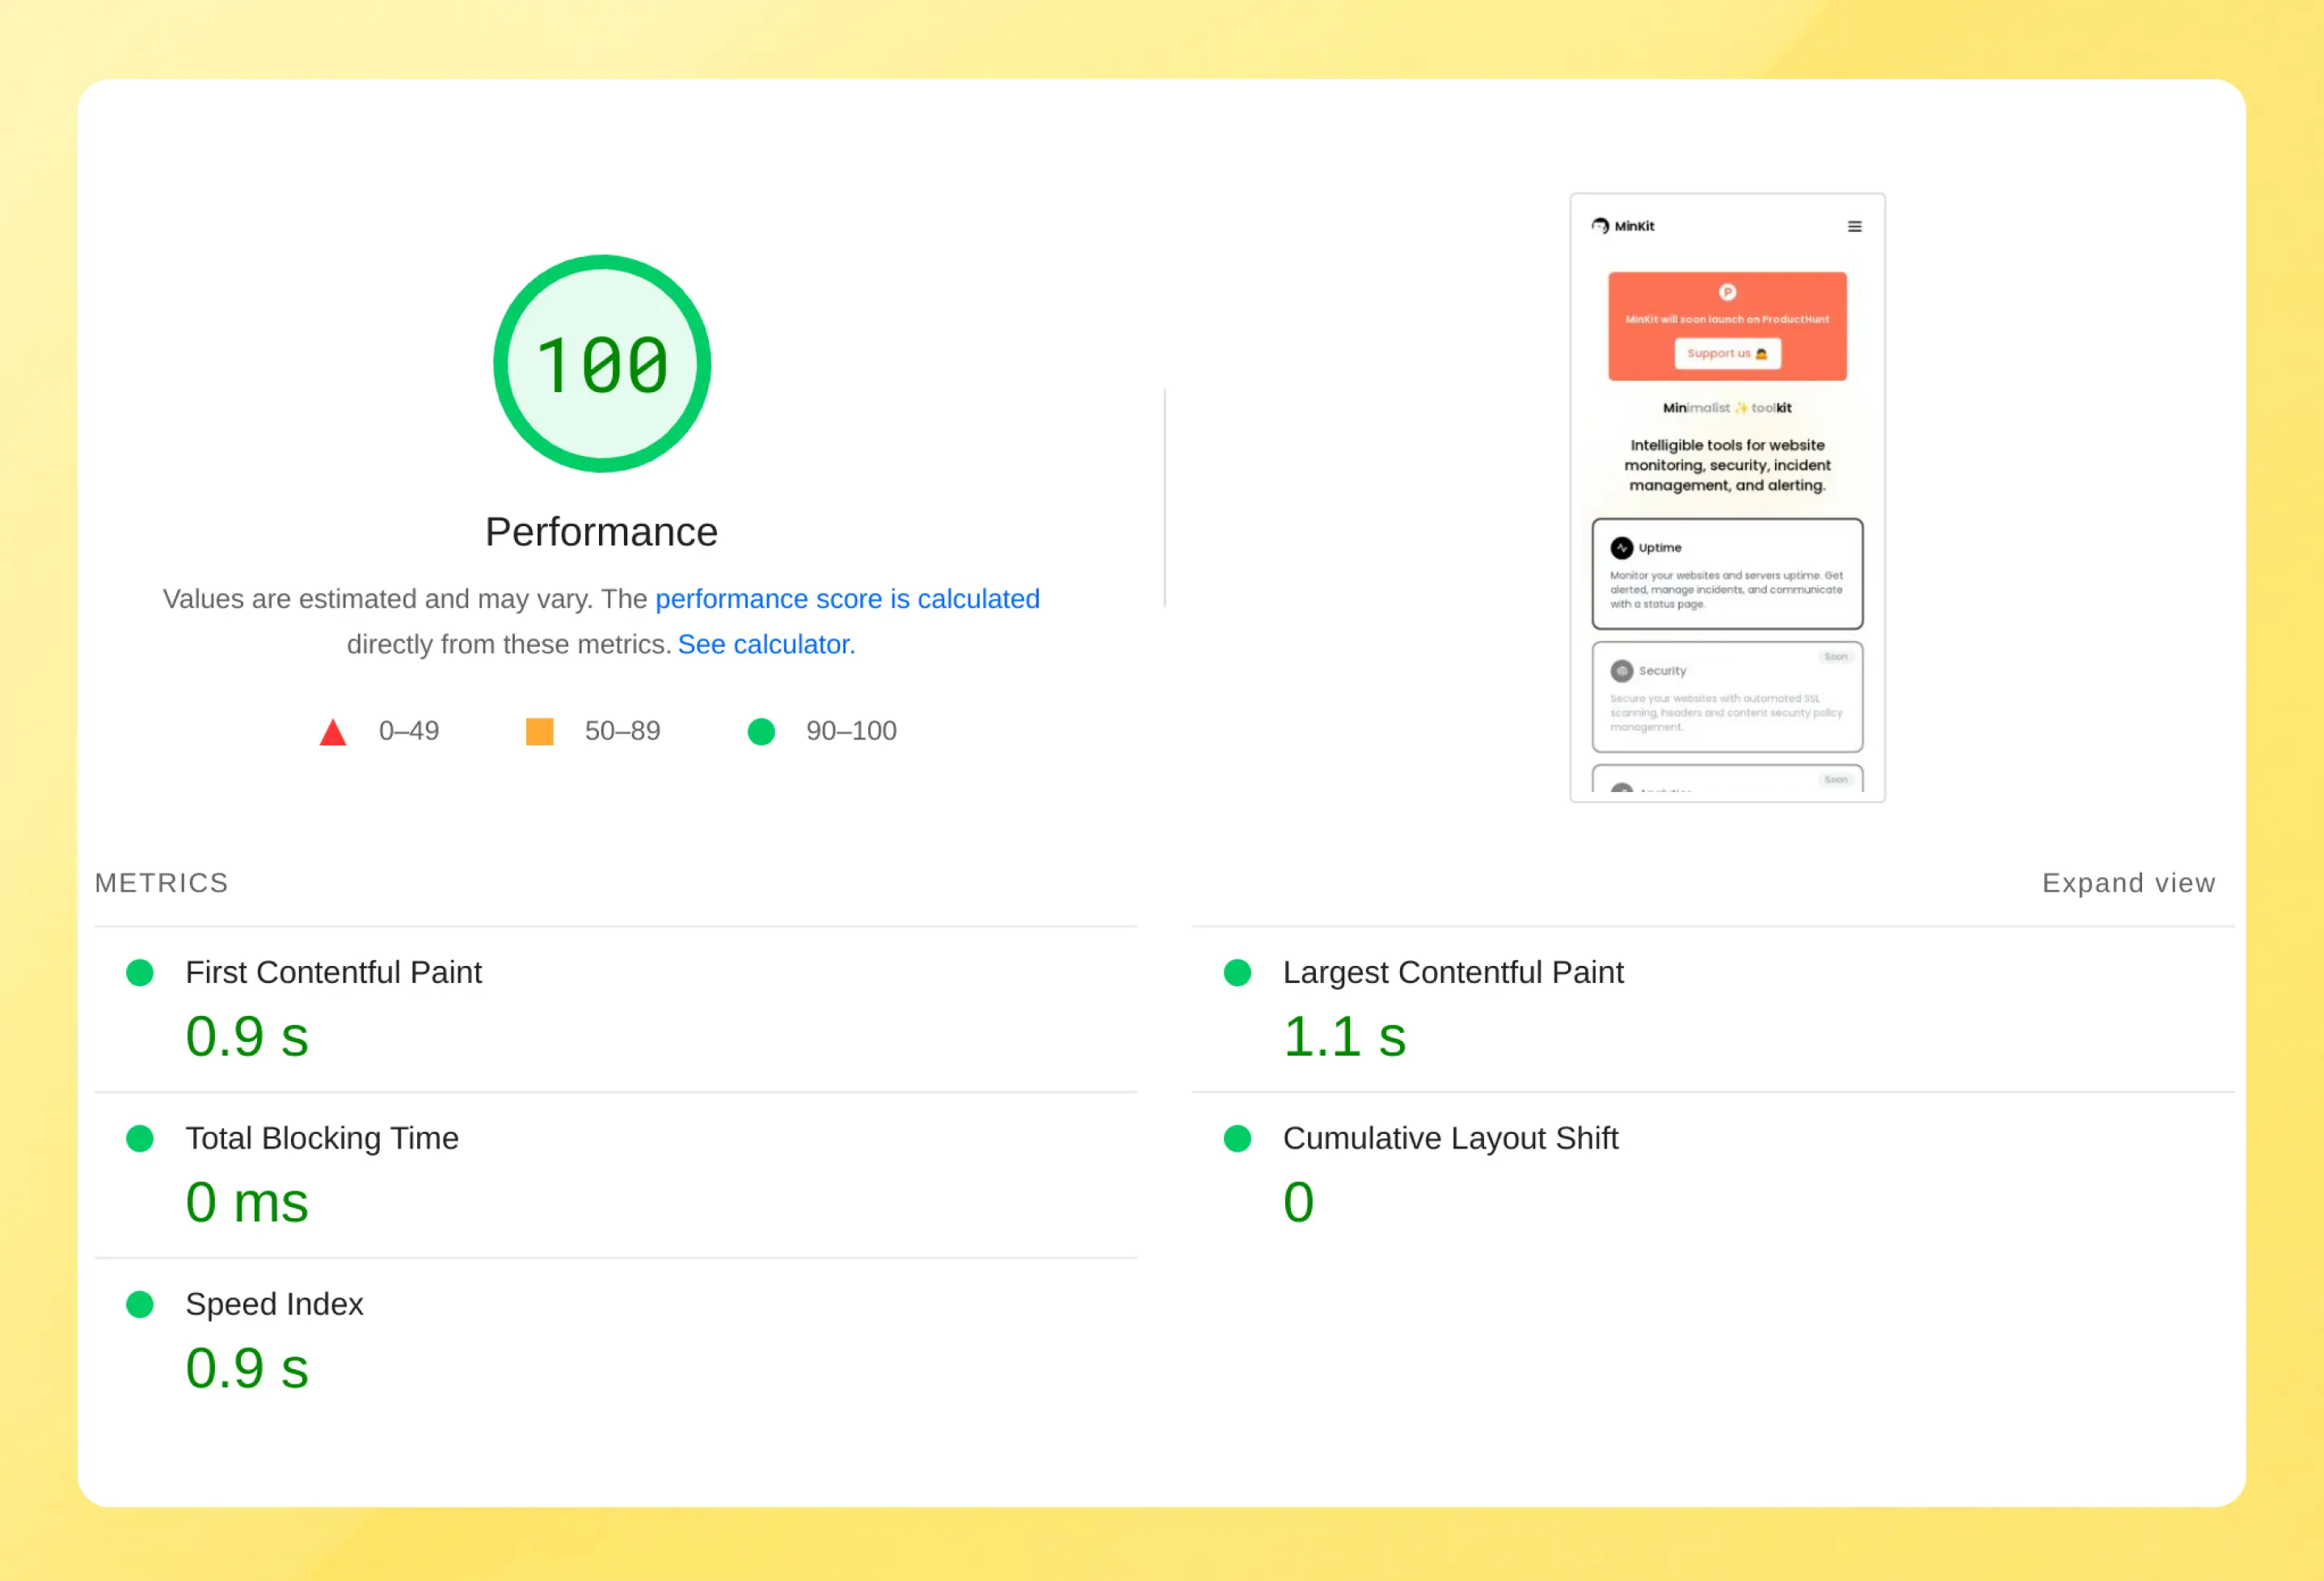 100
Performance
Values are estimated and may vary. The performance score is calculated
directly from these metrics. See calculator.
0–49
50–89
90–100
MinKit
P
MinKit will soon launch on ProductHunt
Support us 🙇
Minimalist ✨ toolkit
Intelligible tools for website
monitoring, security, incident
management, and alerting.
Uptime
Monitor your websites and servers uptime. Get
alerted, manage incidents, and communicate
with a status page.
Soon
Security
Secure your websites with automated SSL
scanning, headers and content security policy
management.
Soon
METRICS
Expand view
First Contentful Paint
0.9 s
Largest Contentful Paint
1.1 s
Total Blocking Time
0 ms
Cumulative Layout Shift
0
Speed Index
0.9 s